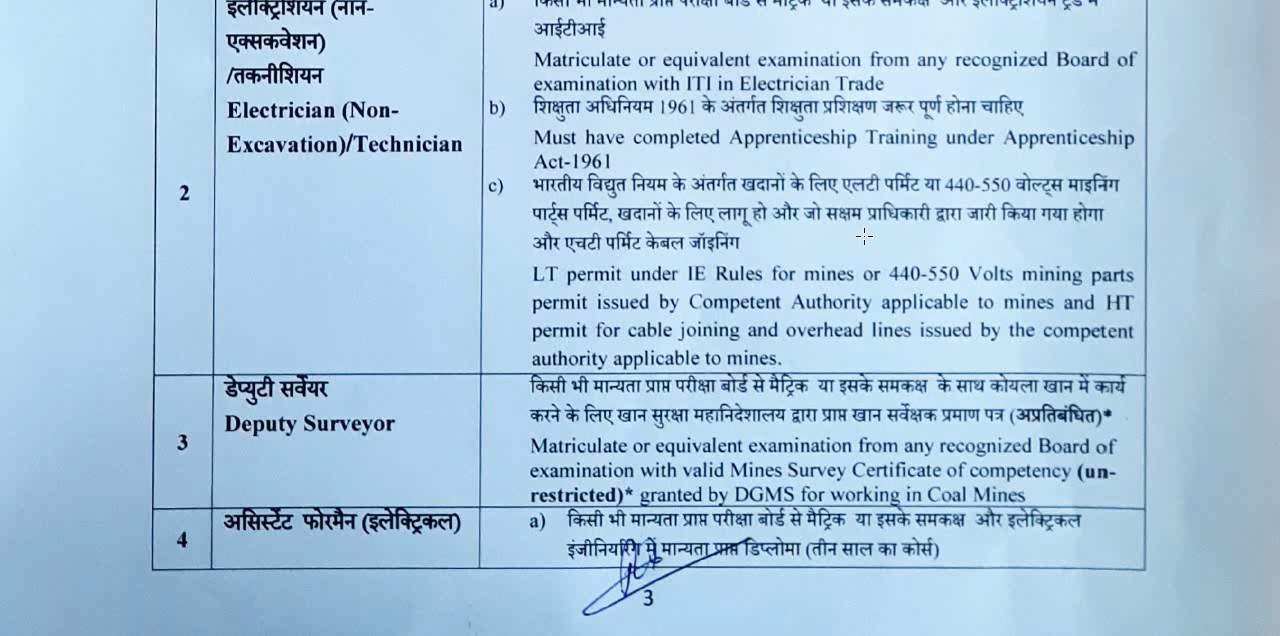 इलेक्ट्रिशियन (नॉन-
एक्सकवेशन)
/तकनीशियन
Electrician (Non-
Excavation)/Technician
2
a) किसी भी मान्यता प्राप्त परीक्षा बोर्ड से मैट्रिक या इसके समकक्ष और इलेक्ट्रिशियन ट्रेड में
आईटीआई
Matriculate or equivalent examination from any recognized Board of
examination with ITI in Electrician Trade
b) शिक्षुता अधिनियम 1961 के अंतर्गत शिक्षुता प्रशिक्षण जरूर पूर्ण होना चाहिए
Must have completed Apprenticeship Training under Apprenticeship
Act-1961
c) भारतीय विद्युत नियम के अंतर्गत खदानों के लिए एलटी पर्मिट या 440-550 वोल्ट्स माइनिंग
पार्ट्स पर्मिट, खदानों के लिए लागू हो और जो सक्षम प्राधिकारी द्वारा जारी किया गया होगा
और एचटी पर्मिट केबल जॉइनिंग
LT permit under IE Rules for mines or 440-550 Volts mining parts
permit issued by Competent Authority applicable to mines and HT
permit for cable joining and overhead lines issued by the competent
authority applicable to mines.
3
डेप्युटी सर्वेयर
Deputy Surveyor
किसी भी मान्यता प्राप्त परीक्षा बोर्ड से मैट्रिक या इसके समकक्ष के साथ कोयला खान में कार्य
करने के लिए खान सुरक्षा महानिदेशालय द्वारा प्राप्त खान सर्वेक्षक प्रमाण पत्र (अप्रतिबंधित)*
Matriculate or equivalent examination from any recognized Board of
examination with valid Mines Survey Certificate of competency (un-
restricted)* granted by DGMS for working in Coal Mines
4
असिस्टेंट फोरमैन (इलेक्ट्रिकल)
a) किसी भी मान्यता प्राप्त परीक्षा बोर्ड से मैट्रिक या इसके समकक्ष और इलेक्ट्रिकल
इंजीनियरिंग में मान्यता प्राप्त डिप्लोमा (तीन साल का कोर्स)
3